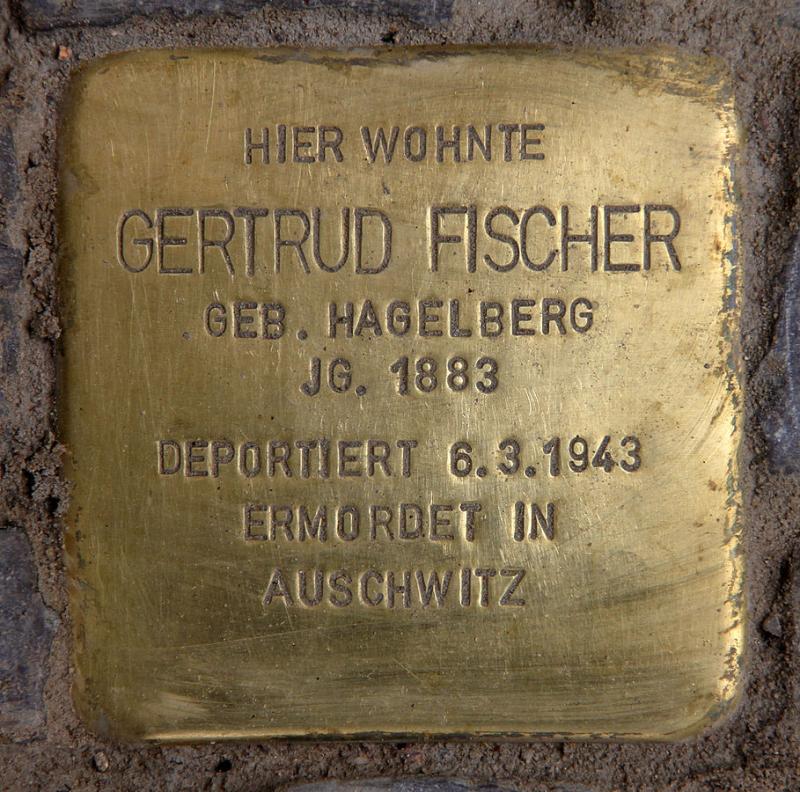 HIER WOHNTE
GERTRUD FISCHER
GEB. HAGELBERG
JG. 1883
DEPORTIERT 6.3.1943
ERMORDET IN
AUSCHWITZ